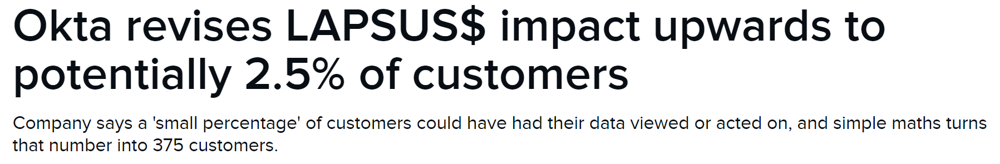 Okta revises LAPSUS$ impact upwards to
potentially 2.5% of customers
Company says a 'small percentage' of customers could have had their data viewed or acted on, and simple maths turns
that number into 375 customers.